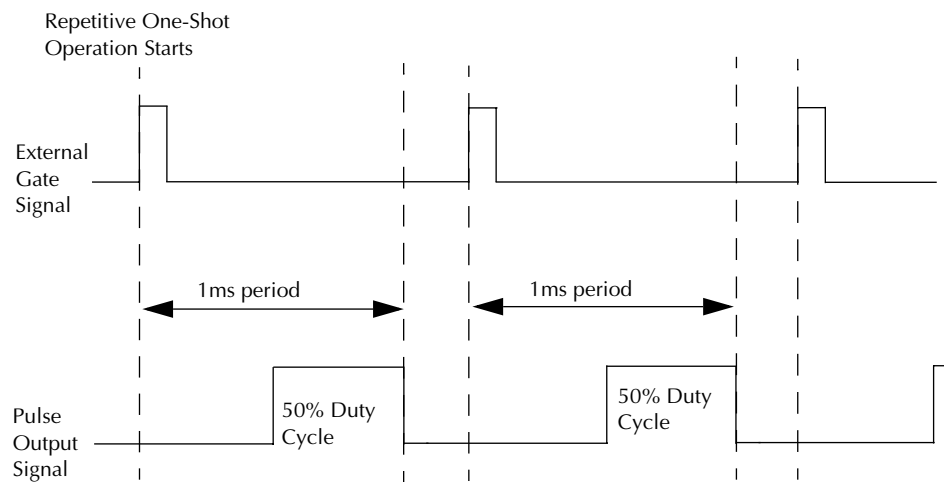 Repetitive One-Shot
Operation Starts
External
Gate
Signal
1ms period
1ms period
50% Duty
Cycle
50% Duty
Cycle
Pulse
Output
Signal